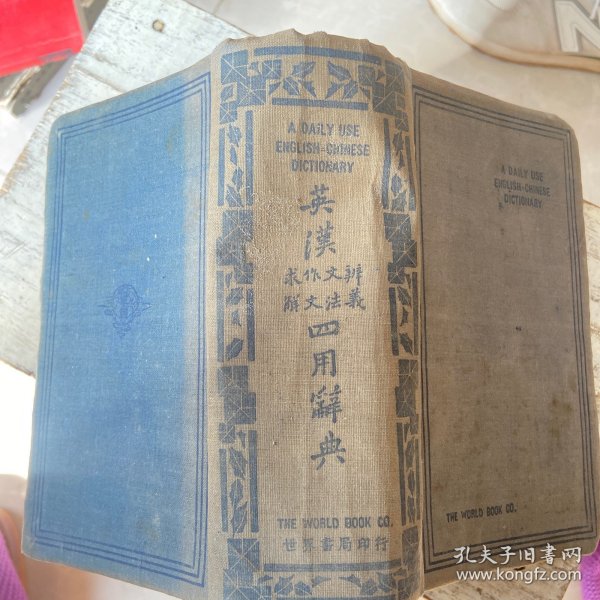 A DAILY USE
ENGLISH-CHINESE
DICTIONARY
英漢
求作文辨
解文法義
四用辭典
THE WORLD BOOK CO.
世界書局印行
A DAILY USE
ENGLISH-CHINESE
DICTIONARY
THE WORLD BOOK CO.
孔夫子旧书网
www.kongfz.com